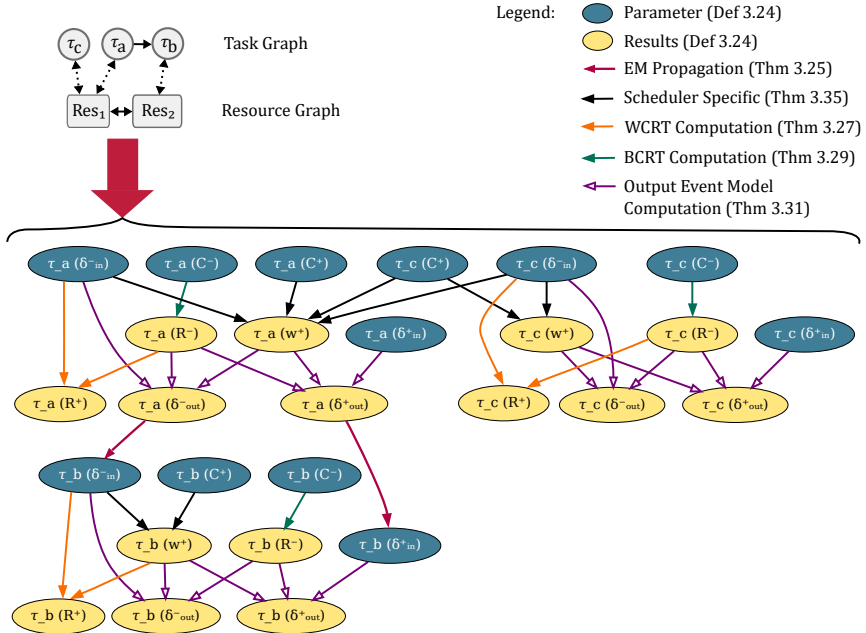 Legend:
Parameter (Def 3.24)
Results (Def 3.24)
EM Propagation (Thm 3.25)
Scheduler Specific (Thm 3.35)
WCRT Computation (Thm 3.27)
BCRT Computation (Thm 3.29)
Output Event Model
Computation (Thm 3.31)
τc τa τb Task Graph
Res₁ Res₂ Resource Graph
τ_a (δ⁻ᵢₙ) τ_a (C⁻) τ_a (C⁺) τ_c (C⁺) τ_c (δ⁻ᵢₙ) τ_c (C⁻)
τ_a (R⁻) τ_a (w⁺) τ_a (δ⁺ᵢₙ) τ_c (w⁺) τ_c (R⁻) τ_c (δ⁺ᵢₙ)
τ_a (R⁺) τ_a (δ⁻ₒᵤₜ) τ_a (δ⁺ₒᵤₜ) τ_c (R⁺) τ_c (δ⁻ₒᵤₜ) τ_c (δ⁺ₒᵤₜ)
τ_b (δ⁻ᵢₙ) τ_b (C⁺) τ_b (C⁻)
τ_b (w⁺) τ_b (R⁻) τ_b (δ⁺ᵢₙ)
τ_b (R⁺) τ_b (δ⁻ₒᵤₜ) τ_b (δ⁺ₒᵤₜ)